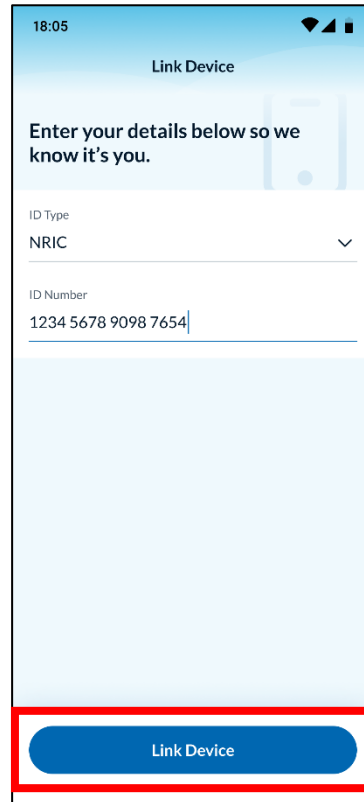 18:05
Link Device
Enter your details below so we
know it's you.
ID Type
NRIC
ID Number
1234 5678 9098 7654
Link Device